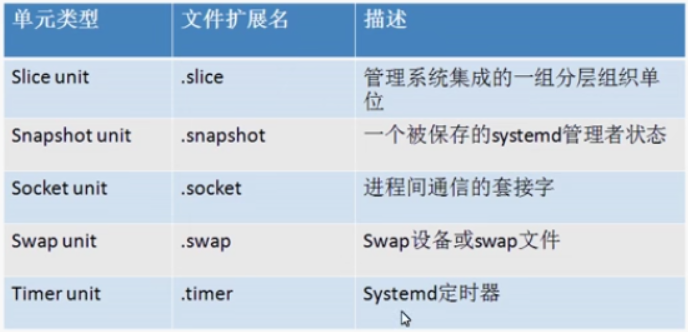 单元类型 文件扩展名 描述
Slice unit .slice 管理系统集成的一组分层组织单
位
Snapshot unit .snapshot 一个被保存的systemd管理者状态
Socket unit .socket 进程间通信的套接字
Swap unit .swap Swap设备或swap文件
Timer unit .timer Systemd定时器